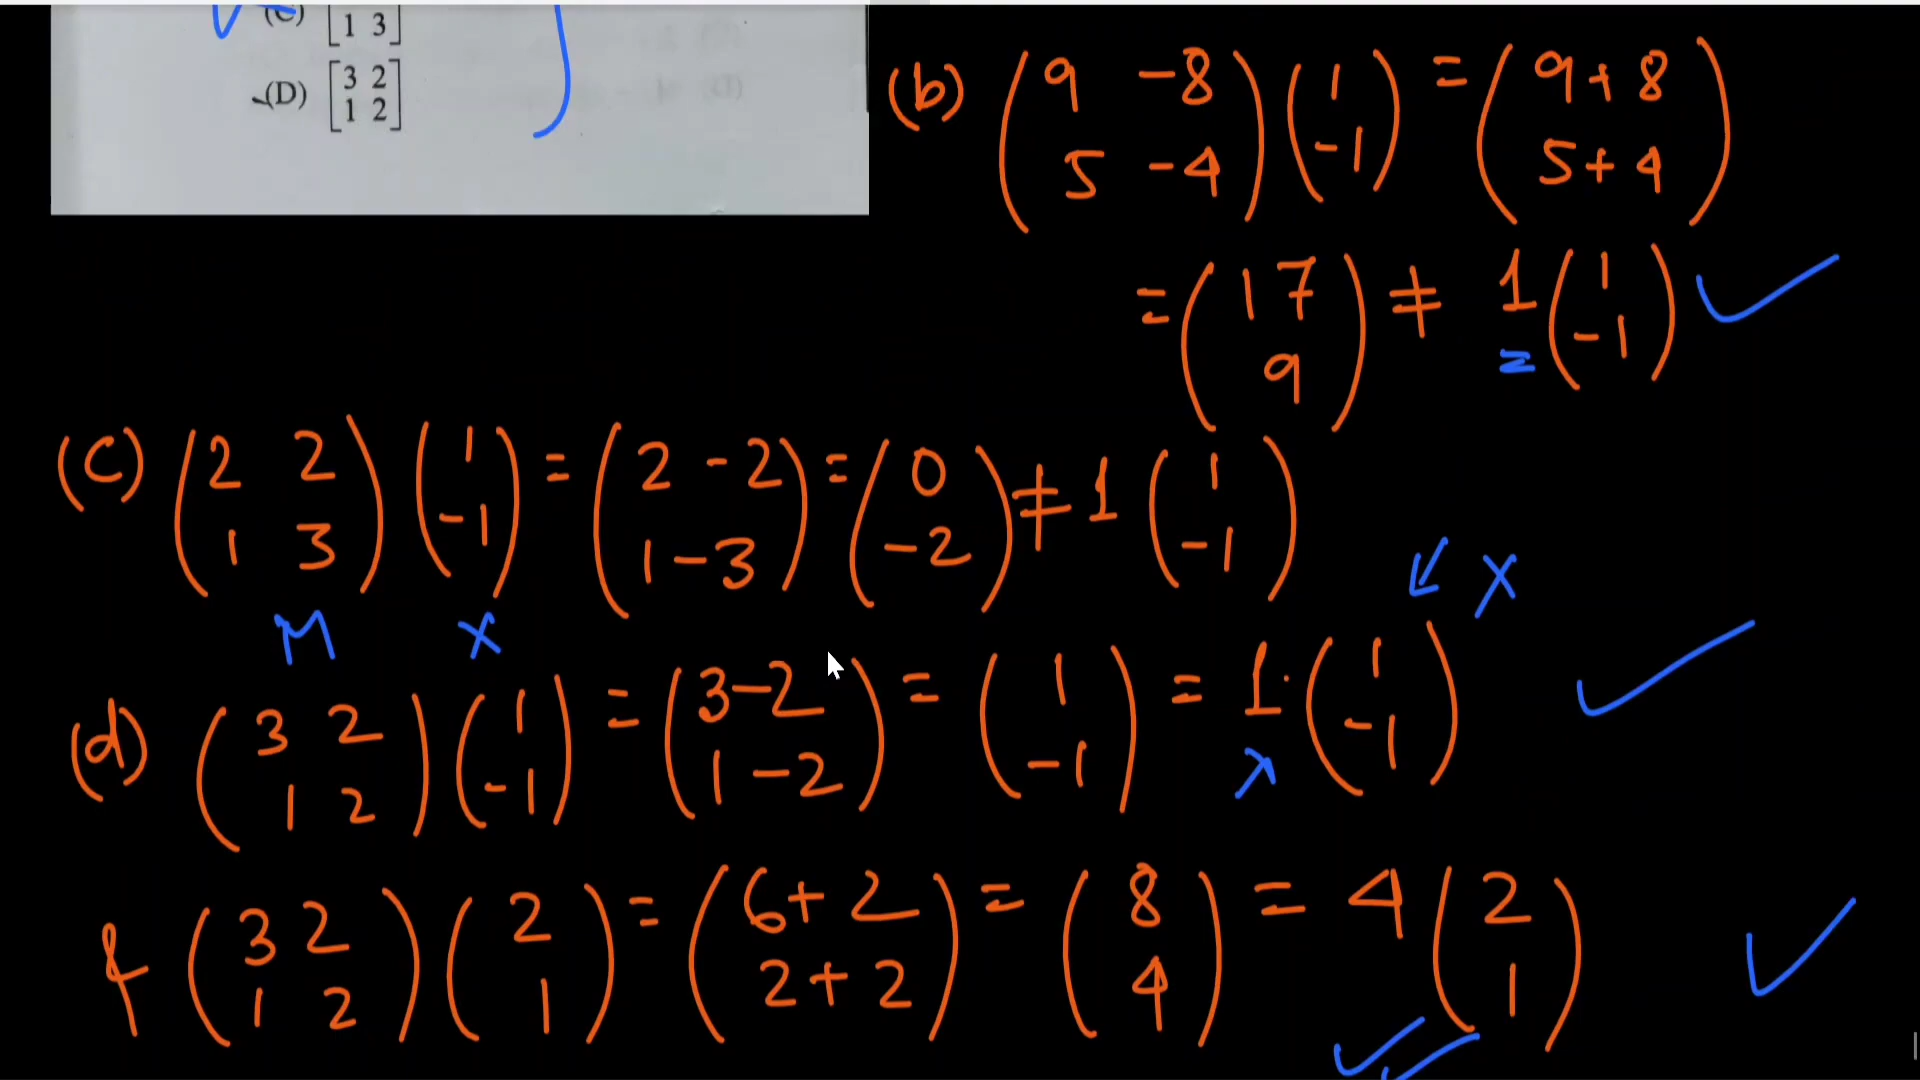 (C) [1 3]
(D) [3 2
1 2]
(b) (9 -8
5 -4) (1
-1) = (9+8
5+4)
= (17
9) ≠ 1 (1
-1)
=
(c) (2 2
1 3) (1
-1) = (2-2
1-3) = (0
-2) ≠ 1 (1
-1)
M X
X
(d) (3 2
1 2) (1
-1) = (3-2
1-2) = (1
-1) = 1. (1
-1)
λ
& (3 2
1 2) (2
1) = (6+2
2+2) = (8
4) = 4 (2
1)